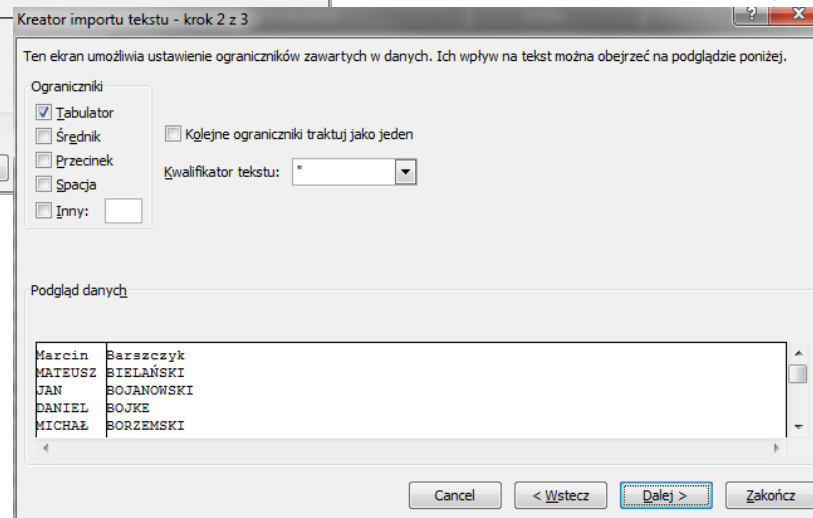 Kreator importu tekstu - krok 2 z 3
Ten ekran umożliwia ustawienie ograniczników zawartych w danych. Ich wpływ na tekst można obejrzeć na podglądzie poniżej.
Ograniczniki
Tabulator
Średnik
Przecinek
Spacja
Inny:
Kolejne ograniczniki traktuj jako jeden
Kwalifikator tekstu: "
Podgląd danych
Marcin Barszczyk
MATEUSZ BIELAŃSKI
JAN BOJANOWSKI
DANIEL BOJKE
MICHAŁ BORZEMSKI
Cancel < Wstecz Dalej > Zakończ